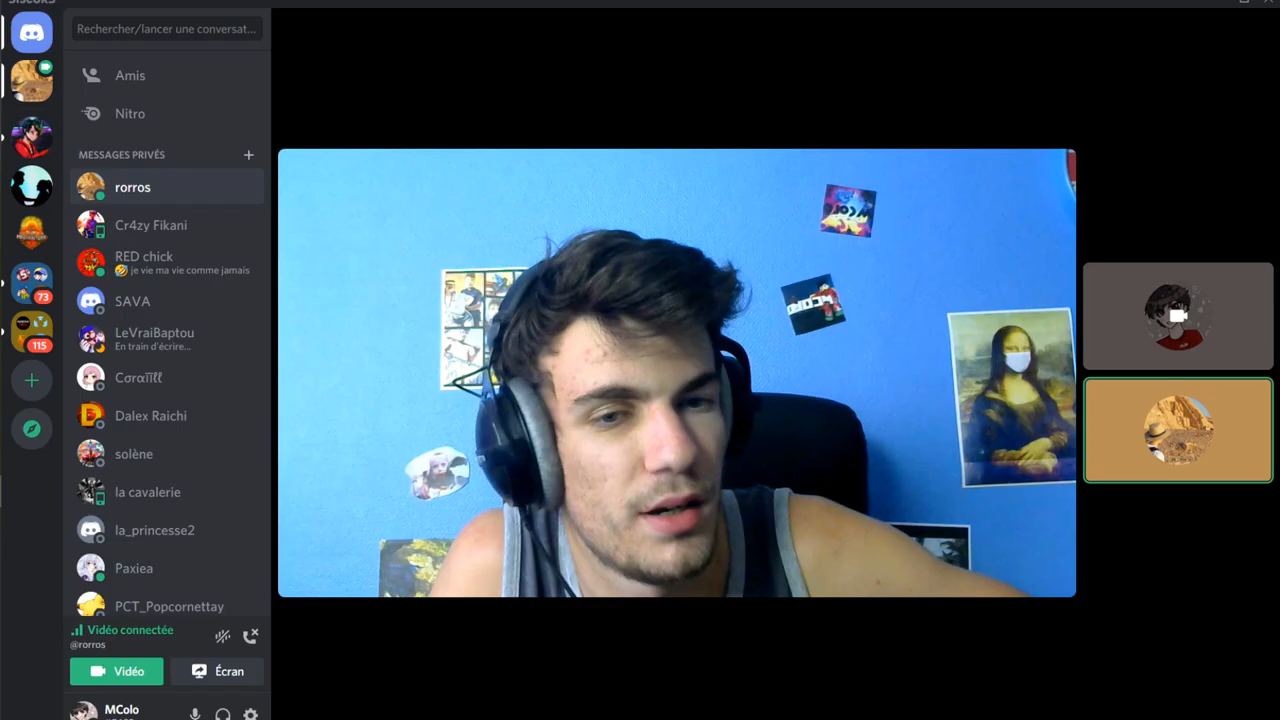 Rechercher/lancer une conversat...
Amis
Nitro
MESSAGES PRIVÉS
rorros
Cr4zy Fikani
RED chick
🤣 je vie ma vie comme jamais
SAVA
LeVraiBaptou
En train d'écrire...
Dalex Raichi
solène
la cavalerie
la_princesse2
Paxiea
PCT_Popcornettay
Vidéo connectée
@rorros
Vidéo
Écran
MColo
73
115